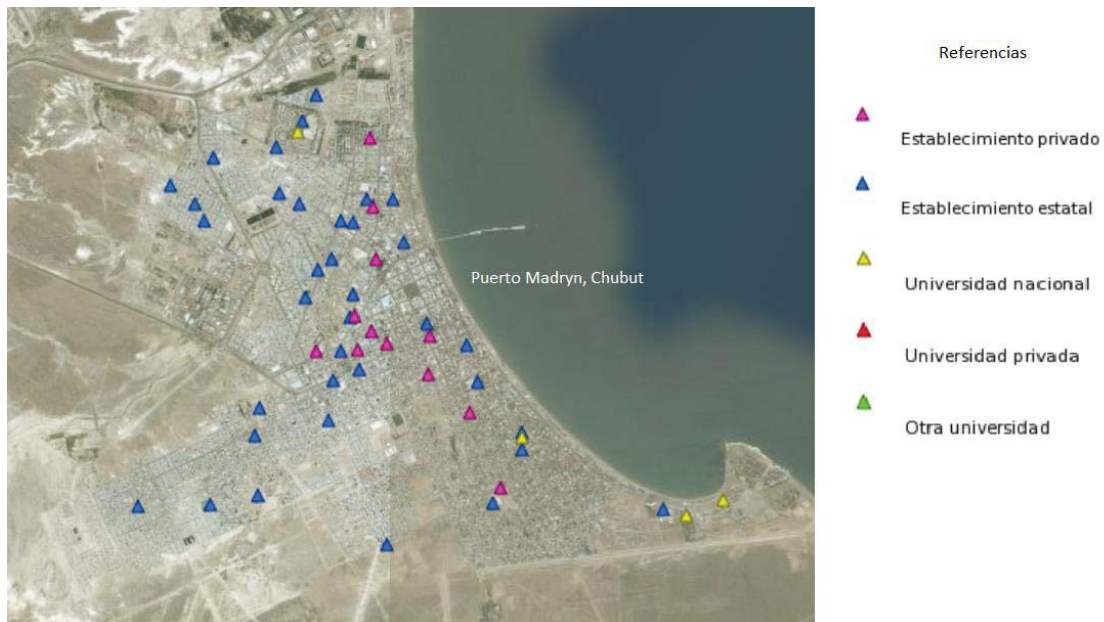 Referencias
Establecimiento privado
Establecimiento estatal
Puerto Madryn, Chubut
Universidad nacional
Universidad privada
Otra universidad